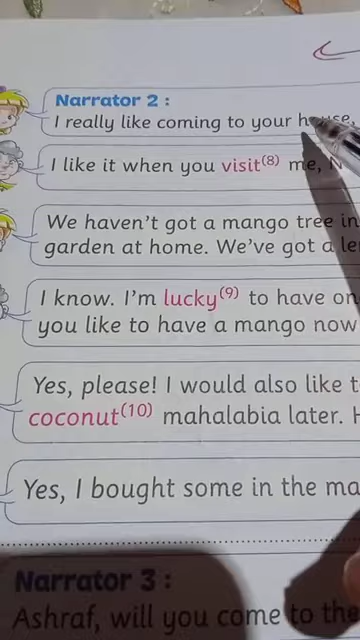 Narrator 2 :
I really like coming to your house,
I like it when you visit(8) me, N
We haven't got a mango tree in
garden at home. We've got a le
I know. I'm lucky(9) to have on
you like to have a mango now
Yes, please! I would also like t
coconut(10) mahalabia later. H
Yes, I bought some in the ma
Narrator 3 :
Ashraf, will you come to the